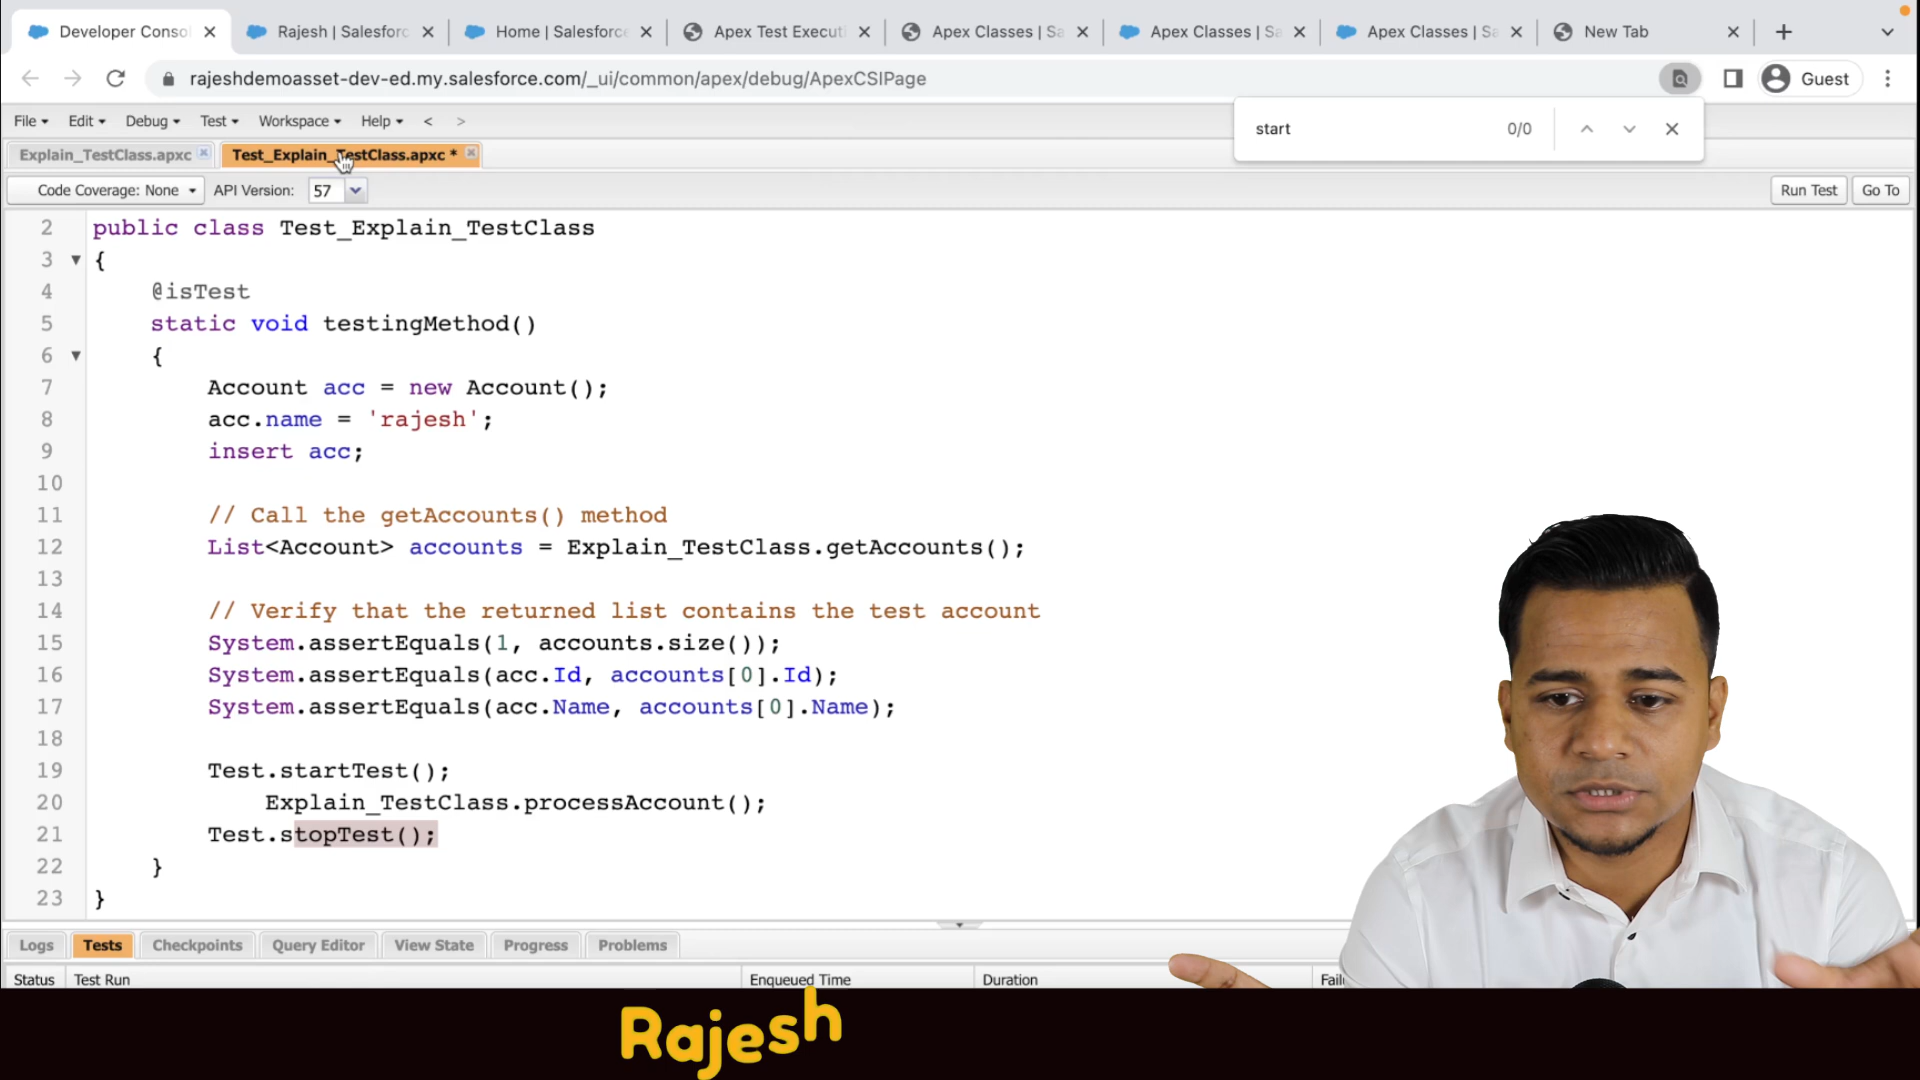 Developer Conso
Rajesh | Salesforc
Home | Salesforce
Apex Test Executi
Apex Classes | Sa
Apex Classes | Sa
Apex Classes | Sa
New Tab
rajeshdemoasset-dev-ed.my.salesforce.com/_ui/common/apex/debug/ApexCSIPage
Guest
File Edit Debug Test Workspace Help < >
start 0/0
Explain_TestClass.apxc Test_Explain_TestClass.apxc *
Code Coverage: None API Version: 57 Run Test Go To
2 public class Test_Explain_TestClass
3 {
4 @isTest
5 static void testingMethod()
6 {
7 Account acc = new Account();
8 acc.name = 'rajesh';
9 insert acc;
10
11 // Call the getAccounts() method
12 List<Account> accounts = Explain_TestClass.getAccounts();
13
14 // Verify that the returned list contains the test account
15 System.assertEquals(1, accounts.size());
16 System.assertEquals(acc.Id, accounts[0].Id);
17 System.assertEquals(acc.Name, accounts[0].Name);
18
19 Test.startTest();
20 Explain_TestClass.processAccount();
21 Test.stopTest();
22 }
23 }
Logs Tests Checkpoints Query Editor View State Progress Problems
Status Test Run Enqueued Time Duration Fail
Rajesh